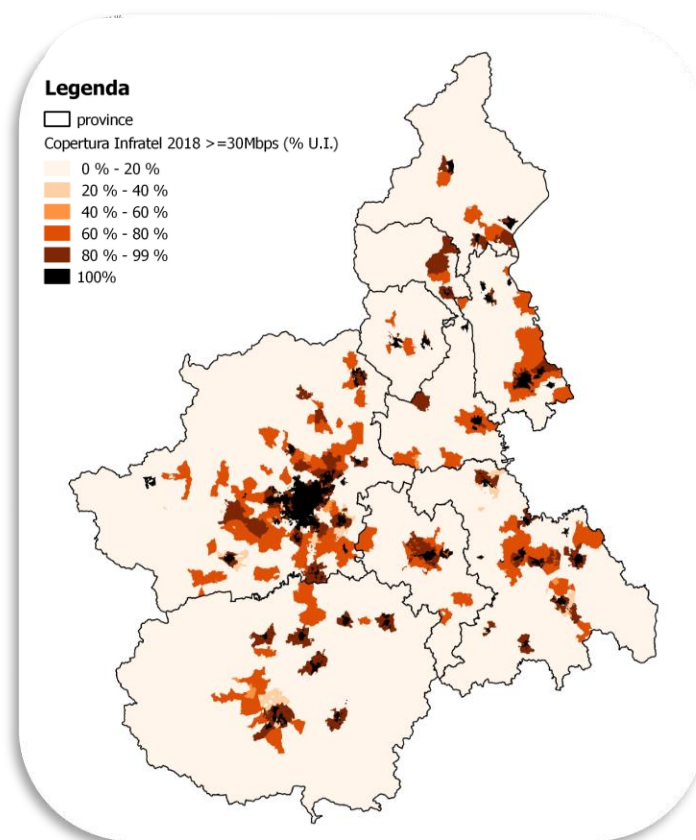 Legenda
province
Copertura Infratel 2018 >=30Mbps (% U.I.)
0 % - 20 %
20 % - 40 %
40 % - 60 %
60 % - 80 %
80 % - 99 %
100%